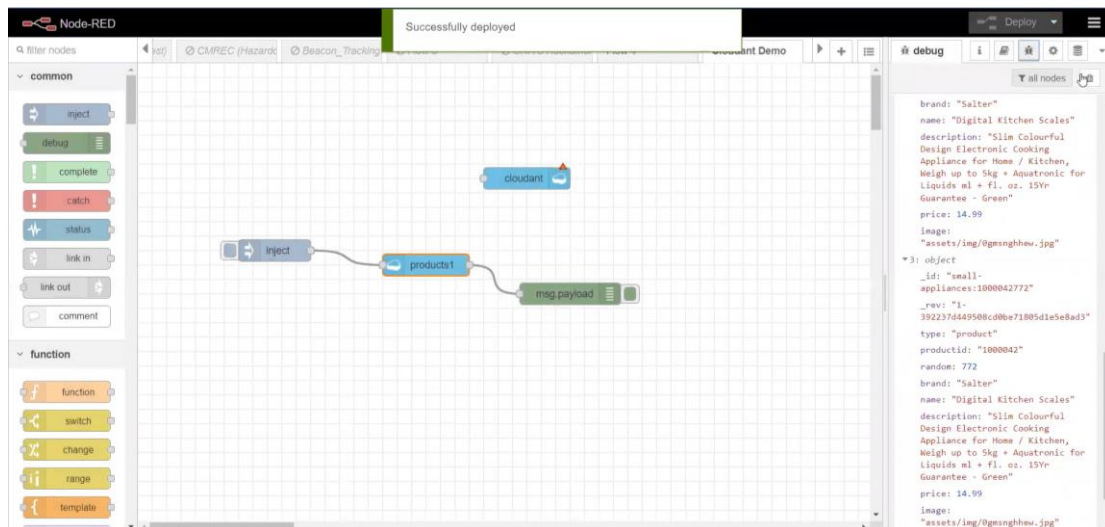 Node-RED
Successfully deployed
Deploy
filter nodes
CMREC (Hazardo
Beacon_Tracking
Cloudant Demo
debug
all nodes
common
inject
debug
complete
catch
status
link in
link out
comment
function
function
switch
change
range
template
cloudant
Inject
products1
msg.payload
brand: "Salter"
name: "Digital Kitchen Scales"
description: "Slim Colourful
Design Electronic Cooking
Appliance for Home / Kitchen,
Weigh up to 5kg + Aquatronic for
Liquids ml + fl. oz. 15Yr
Guarantee - Green"
price: 14.99
image:
"assets/img/0gmsnghhew.jpg"
3: object
_id: "small-
appliances:1000042772"
_rev: "1-
392237d449508cd0be71805d1e5e8ad3"
type: "product"
productid: "1000042"
random: 772
brand: "Salter"
name: "Digital Kitchen Scales"
description: "Slim Colourful
Design Electronic Cooking
Appliance for Home / Kitchen,
Weigh up to 5kg + Aquatronic for
Liquids ml + fl. oz. 15Yr
Guarantee - Green"
price: 14.99
image:
"assets/img/0gmsnghhew.jpg"